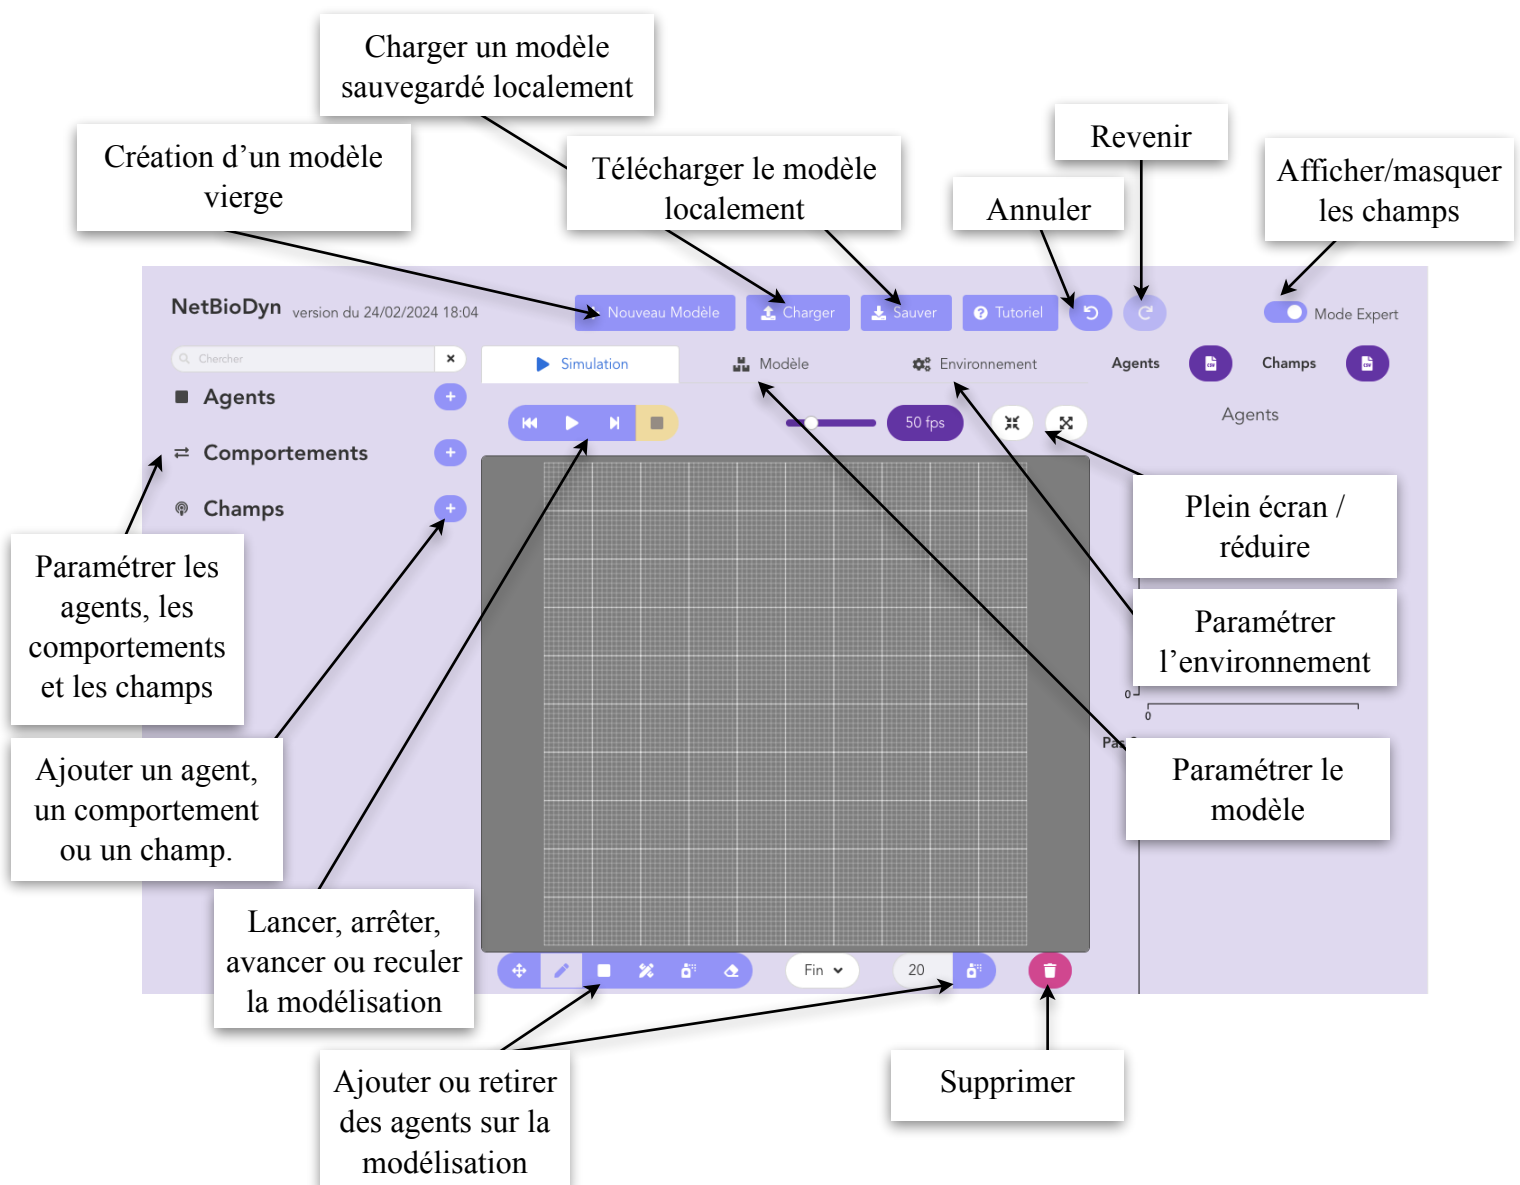 Charger un modèle
sauvegardé localement
Création d’un modèle
vierge
Télécharger le modèle
localement
Revenir
Annuler
Afficher/masquer
les champs
NetBioDyn version du 24/02/2024 18:04
Nouveau Modèle
Charger
Sauver
Tutoriel
Mode Expert
Chercher
Simulation
Modèle
Environnement
Agents
CSV
Champs
CSV
Agents
Comportements
Champs
50 fps
Agents
Plein écran /
réduire
Paramétrer les
agents, les
comportements
et les champs
Paramétrer
l’environnement
0
0
Paramétrer le
modèle
Ajouter un agent,
un comportement
ou un champ.
Lancer, arrêter,
avancer ou reculer
la modélisation
Fin
20
Ajouter ou retirer
des agents sur la
modélisation
Supprimer